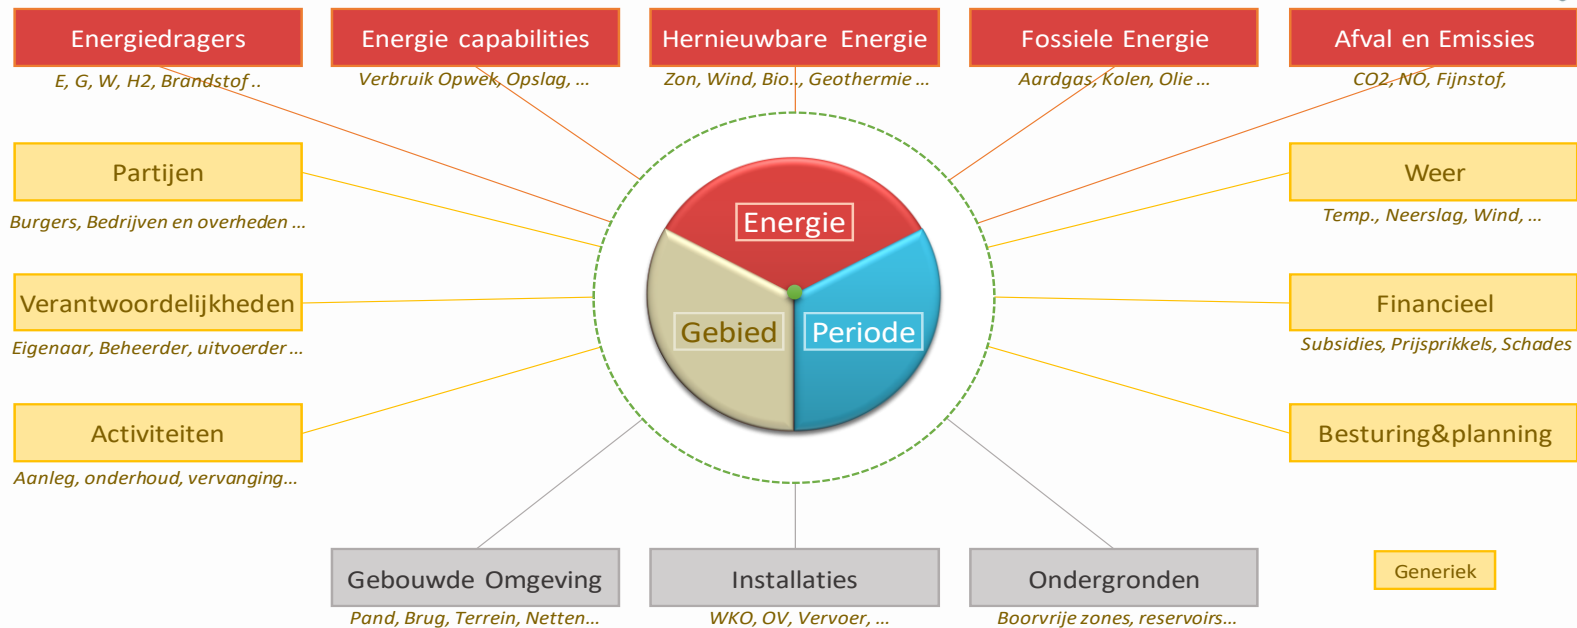 Energiedragers
E, G, W, H2, Brandstof ..
Energie capabilities
Verbruik Opwek, Opslag, ...
Hernieuwbare Energie
Zon, Wind, Bio.., Geothermie ...
Fossiele Energie
Aardgas, Kolen, Olie ...
Afval en Emissies
CO2, NO, Fijnstof,
Partijen
Burgers, Bedrijven en overheden ...
Weer
Temp., Neerslag, Wind, ...
Energie
Gebied
Periode
Verantwoordelijkheden
Eigenaar, Beheerder, uitvoerder ...
Financieel
Subsidies, Prijsprikkels, Schades
Activiteiten
Aanleg, onderhoud, vervanging...
Besturing&planning
Gebouwde Omgeving
Pand, Brug, Terrein, Netten...
Installaties
WKO, OV, Vervoer, ...
Ondergronden
Boorvrije zones, reservoirs...
Generiek